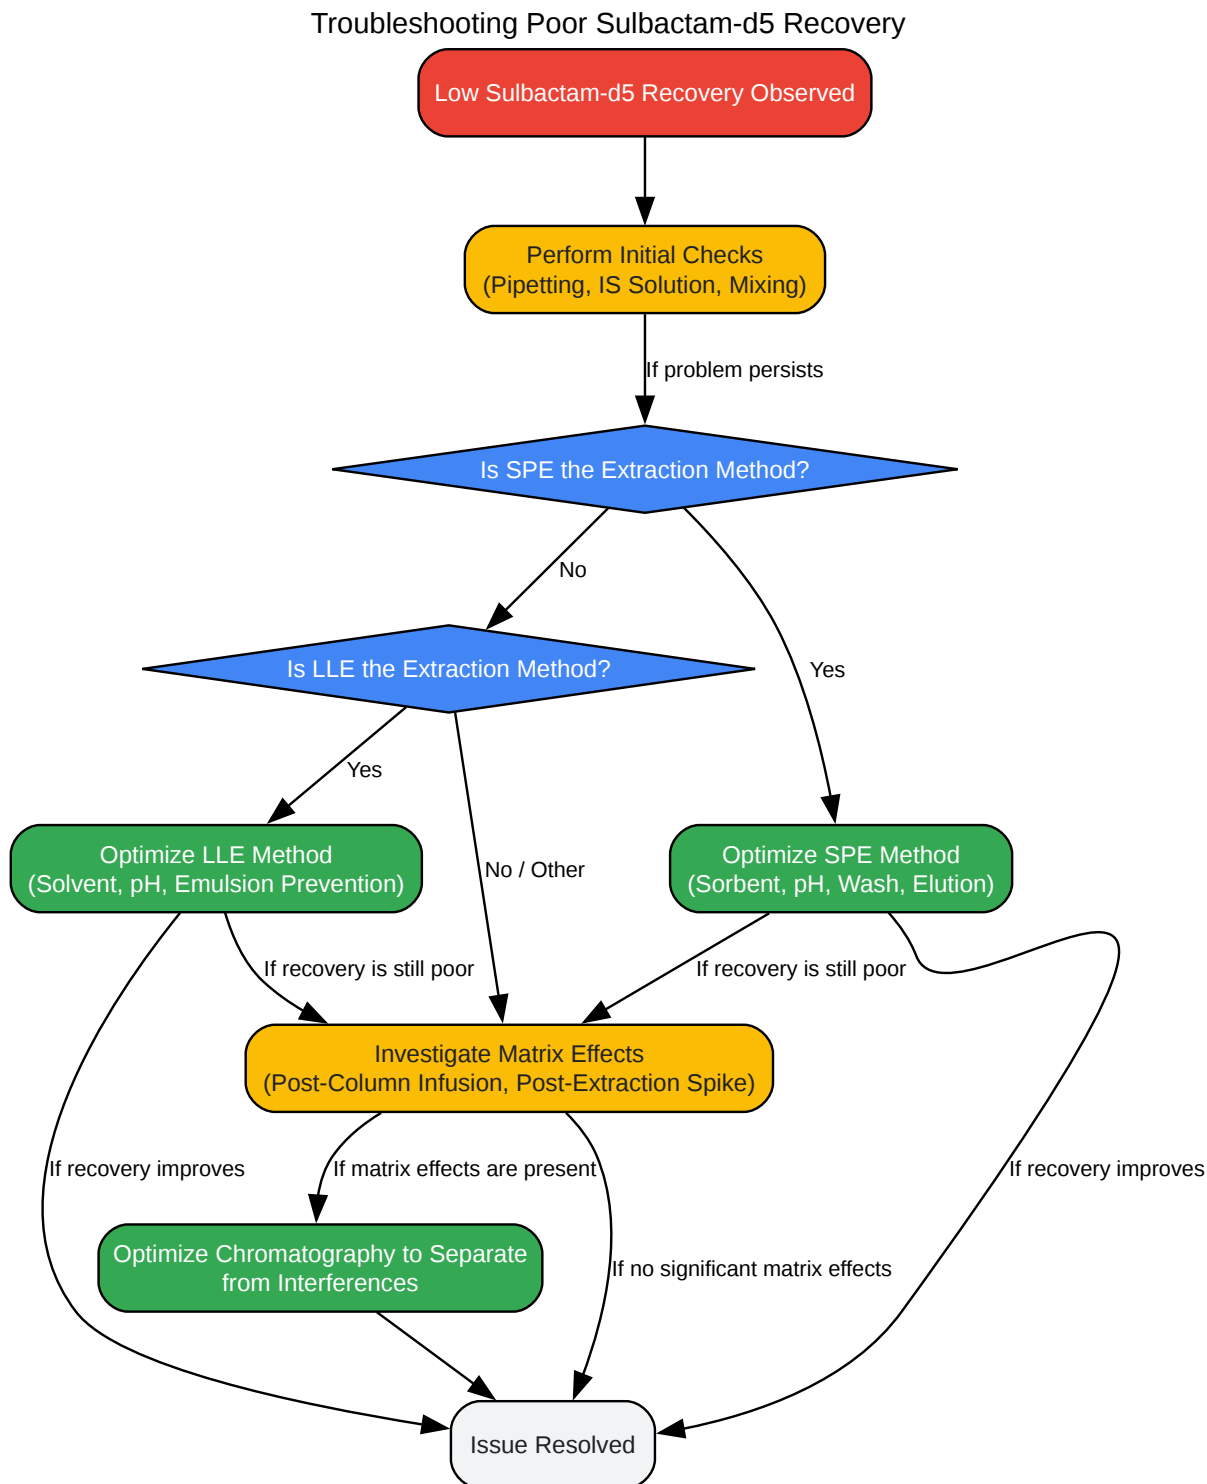 Troubleshooting Poor Sulbactam-d5 Recovery
Low Sulbactam-d5 Recovery Observed
Perform Initial Checks
(Pipetting, IS Solution, Mixing)
If problem persists
Is SPE the Extraction Method?
No
Is LLE the Extraction Method?
Yes
Yes
Optimize LLE Method
(Solvent, pH, Emulsion Prevention)
No / Other
Optimize SPE Method
(Sorbent, pH, Wash, Elution)
If recovery is still poor
If recovery is still poor
Investigate Matrix Effects
(Post-Column Infusion, Post-Extraction Spike)
If recovery improves
If matrix effects are present
If recovery improves
Optimize Chromatography to Separate
from Interferences
If no significant matrix effects
Issue Resolved